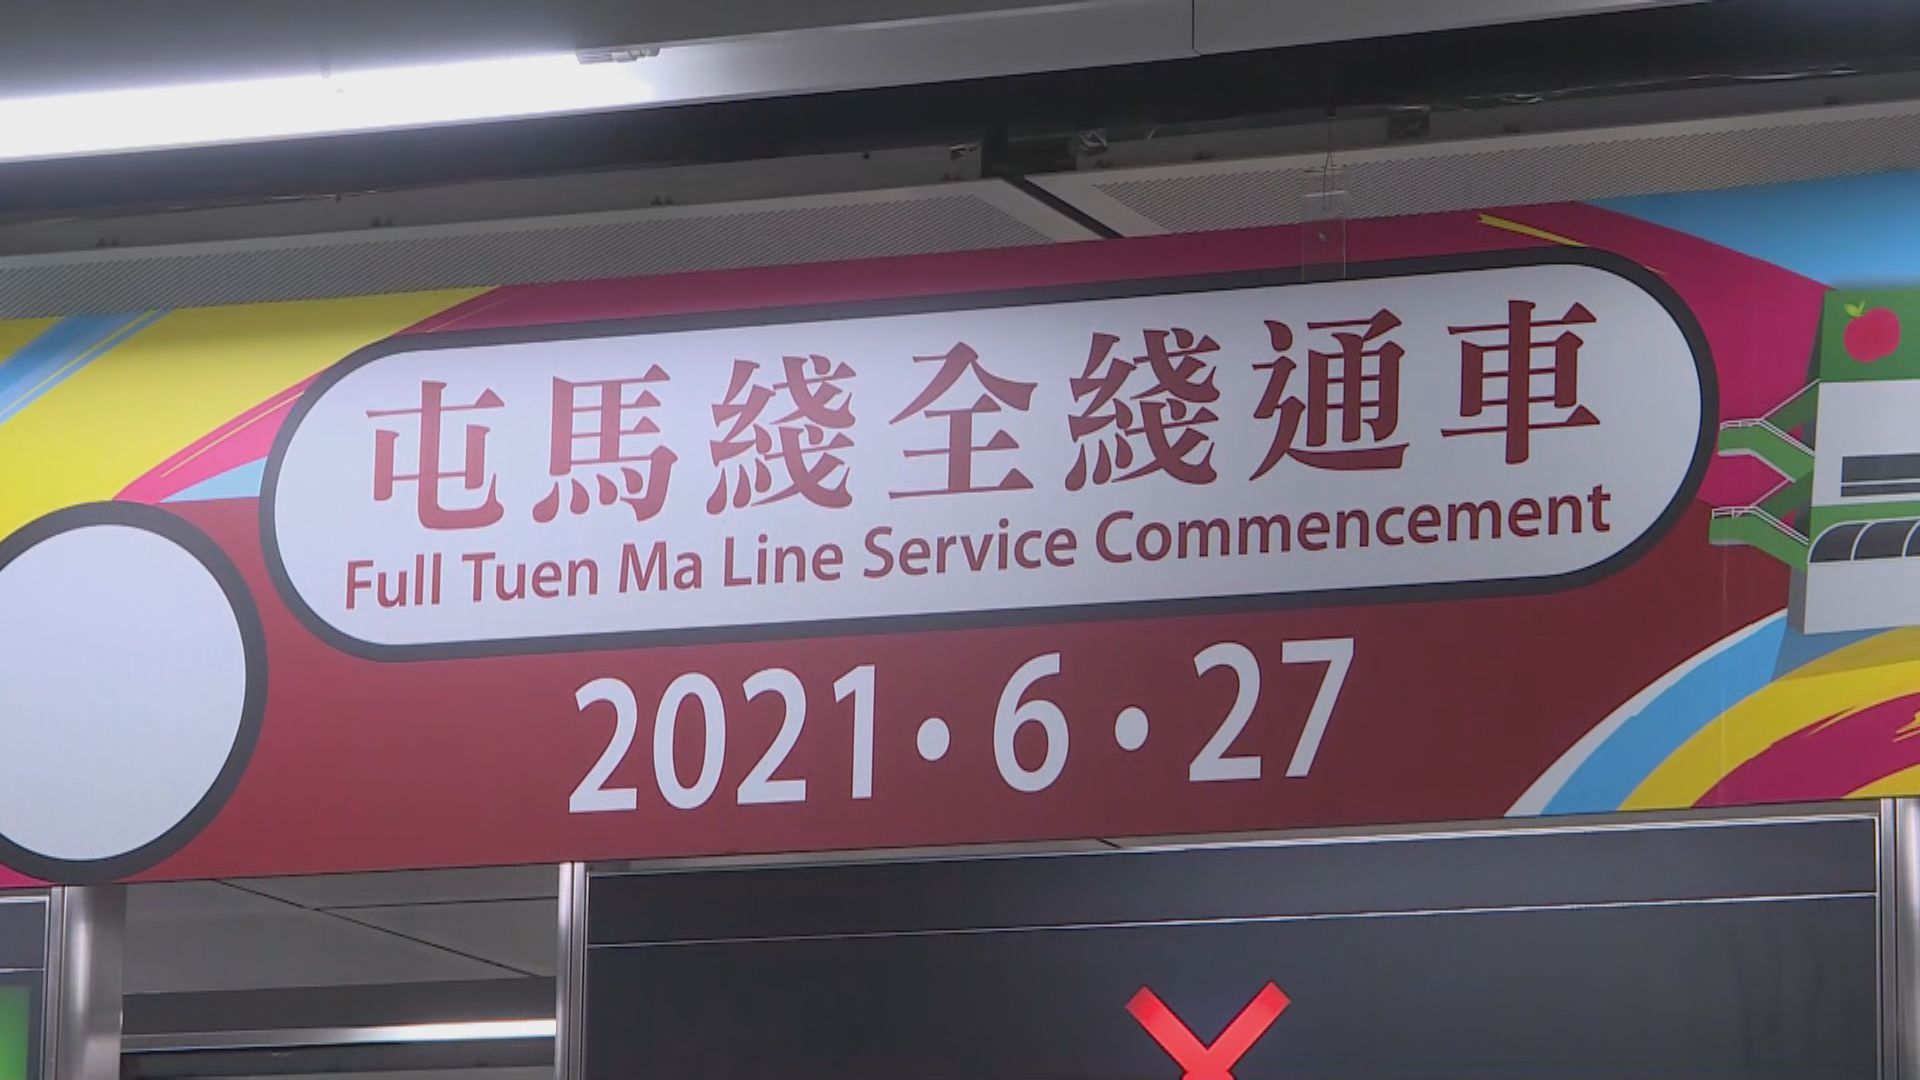 屯馬綫全綫通車
Full Tuen Ma Line Service Commencement
2021•6•27